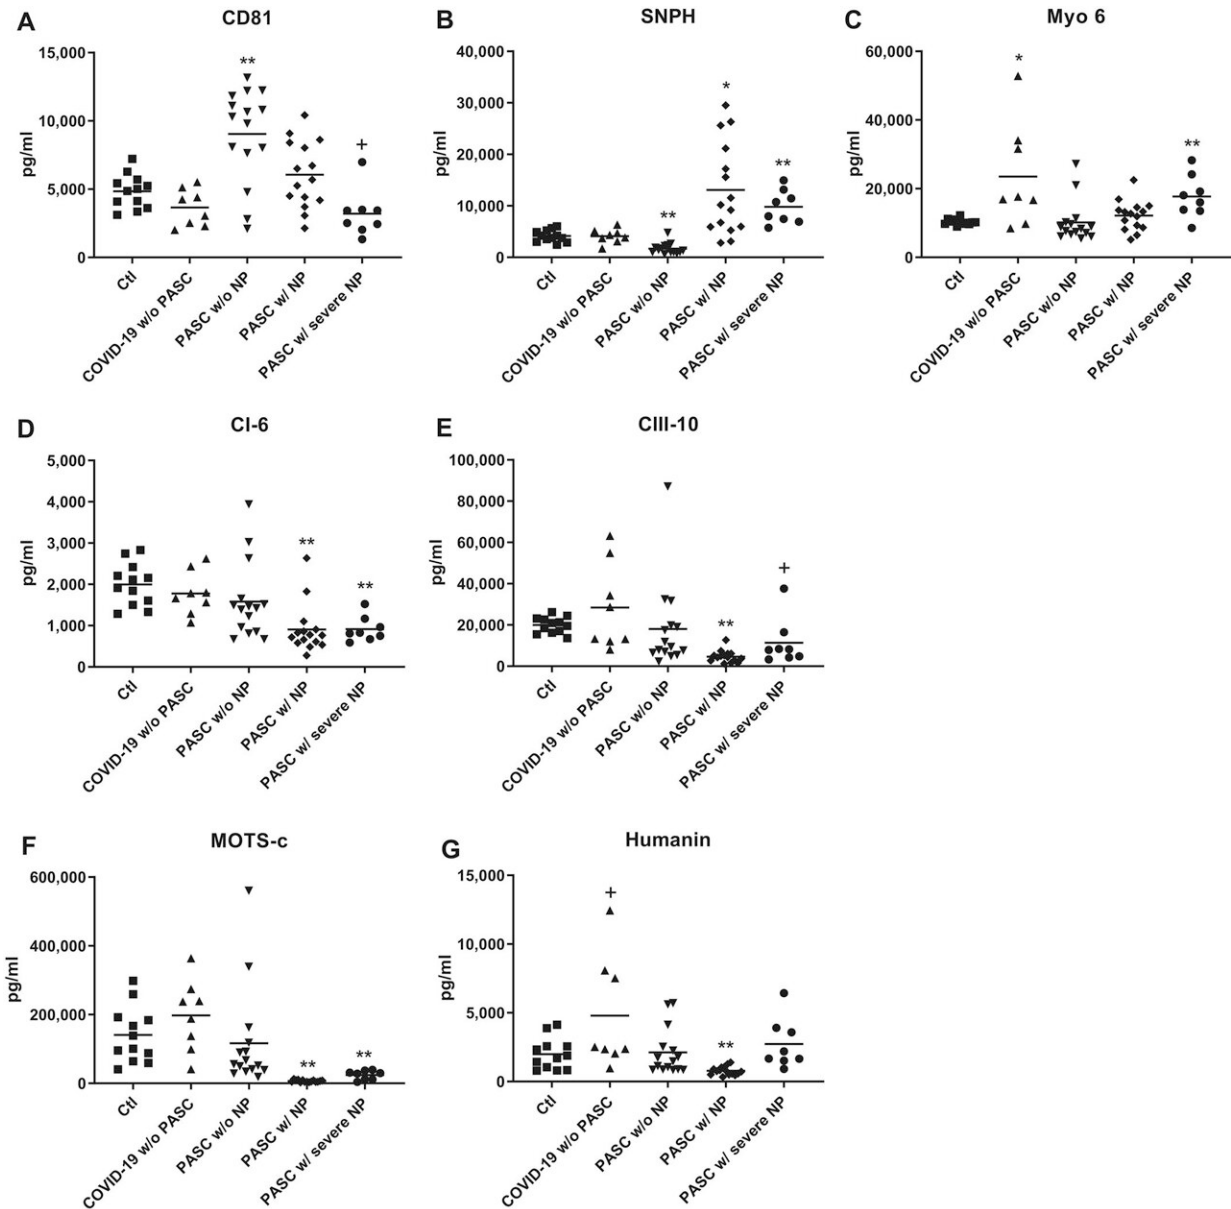 A
CD81
15,000
**
10,000
+
5,000
0
pg/ml
Ctl
COVID-19 w/o PASC
PASC w/o NP
PASC w/ NP
PASC w/ severe NP
B
SNPH
40,000
30,000
*
20,000
**
10,000
**
0
pg/ml
Ctl
COVID-19 w/o PASC
PASC w/o NP
PASC w/ NP
PASC w/ severe NP
C
Myo 6
60,000
*
40,000
**
20,000
0
pg/ml
Ctl
COVID-19 w/o PASC
PASC w/o NP
PASC w/ NP
PASC w/ severe NP
D
CI-6
5,000
4,000
3,000
**
2,000
**
1,000
0
pg/ml
Ctl
COVID-19 w/o PASC
PASC w/o NP
PASC w/ NP
PASC w/ severe NP
E
CIII-10
100,000
80,000
60,000
+
40,000
20,000
**
0
pg/ml
Ctl
COVID-19 w/o PASC
PASC w/o NP
PASC w/ NP
PASC w/ severe NP
F
MOTS-c
600,000
400,000
200,000
**
**
0
pg/ml
Ctl
COVID-19 w/o PASC
PASC w/o NP
PASC w/ NP
PASC w/ severe NP
G
Humanin
15,000
+
10,000
5,000
**
0
pg/ml
Ctl
COVID-19 w/o PASC
PASC w/o NP
PASC w/ NP
PASC w/ severe NP